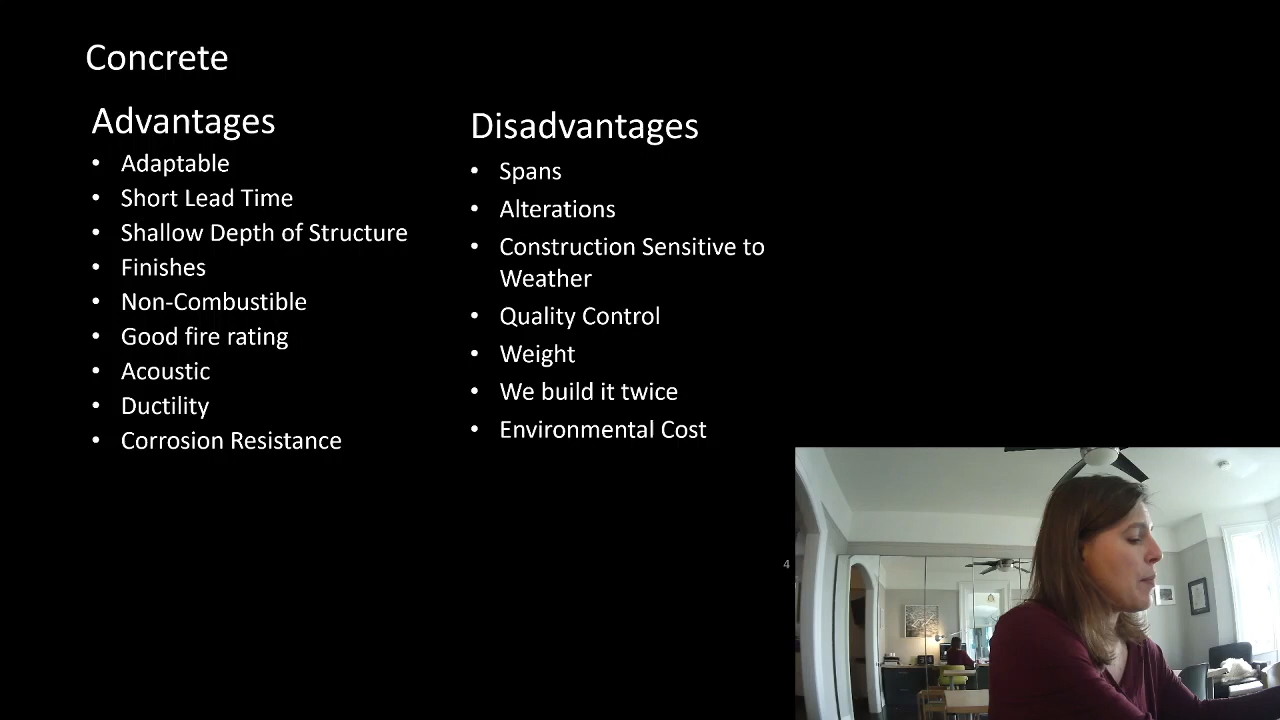 Concrete
Advantages
• Adaptable
• Short Lead Time
• Shallow Depth of Structure
• Finishes
• Non-Combustible
• Good fire rating
• Acoustic
• Ductility
• Corrosion Resistance
Disadvantages
• Spans
• Alterations
• Construction Sensitive to
Weather
• Quality Control
• Weight
• We build it twice
• Environmental Cost
4